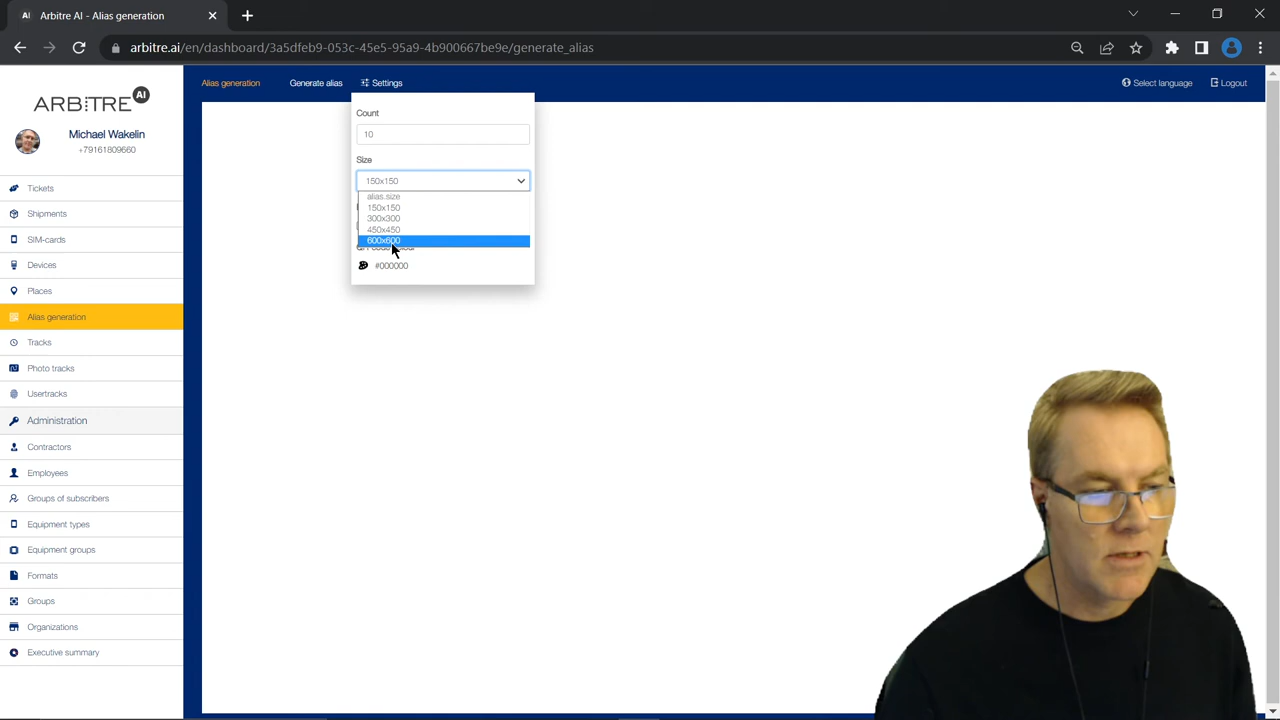 AI Arbitre AI - Alias generation
arbitre.ai/en/dashboard/3a5dfeb9-053c-45e5-95a9-4b900667be9e/generate_alias
ARBITRE AI
Michael Wakelin
+79161809660
Alias generation
Generate alias
Settings
Select language
Logout
Count
10
Size
150x150
alias.size
150x150
300x300
450x450
600x600
#000000
Tickets
Shipments
SIM-cards
Devices
Places
Alias generation
Tracks
Photo tracks
Usertracks
Administration
Contractors
Employees
Groups of subscribers
Equipment types
Equipment groups
Formats
Groups
Organizations
Executive summary